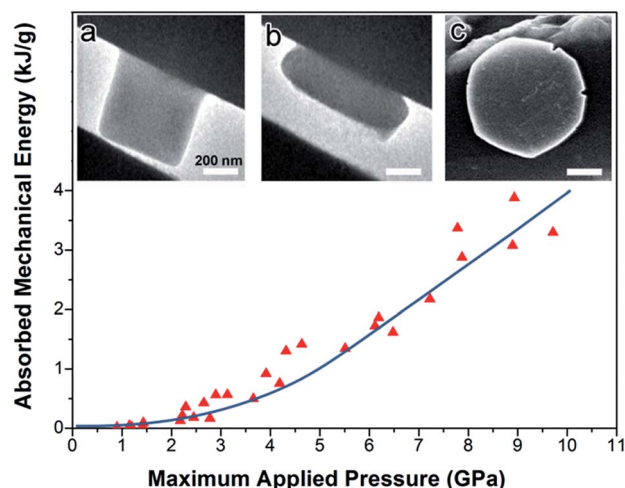 a
b
c
200 nm
Absorbed Mechanical Energy (kJ/g)
4
3
2
1
0
0 1 2 3 4 5 6 7 8 9 10 11
Maximum Applied Pressure (GPa)